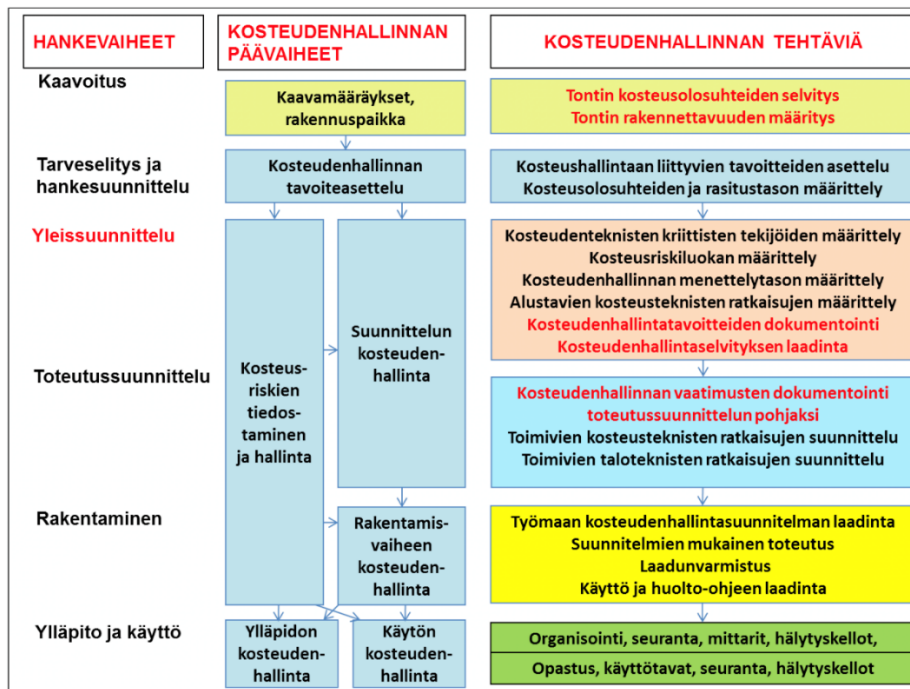 HANKEVAIHEET
KOSTEUDENHALLINNAN
PÄÄVAIHEET
KOSTEUDENHALLINNAN TEHTÄVIÄ
Kaavoitus
Kaavamääräykset,
rakennuspaikka
Tontin kosteusolosuhteiden selvitys
Tontin rakennettavuuden määritys
Tarveselitys ja
hankesuunnittelu
Kosteudenhallinnan
tavoiteasettelu
Kosteushallintaan liittyvien tavoitteiden asettelu
Kosteusolosuhteiden ja rasitustason määrittely
Yleissuunnittelu
Kosteudenteknisten kriittisten tekijöiden määrittely
Kosteusriskiluokan määrittely
Kosteudenhallinnan menettelytason määrittely
Alustavien kosteusteknisten ratkaisujen määrittely
Kosteudenhallintatavoitteiden dokumentointi
Kosteudenhallintaselvityksen laadinta
Suunnittelun
kosteuden-
hallinta
Toteutussuunnittelu
Kosteus-
riskien
tiedos-
taminen
ja hallinta
Kosteudenhallinnan vaatimusten dokumentointi
toteutussuunnittelun pohjaksi
Toimivien kosteusteknisten ratkaisujen suunnittelu
Toimivien taloteknisten ratkaisujen suunnittelu
Rakentaminen
Rakentamis-
vaiheen
kosteuden-
hallinta
Työmaan kosteudenhallintasuunnitelman laadinta
Suunnitelmien mukainen toteutus
Laadunvarmistus
Käyttö ja huolto-ohjeen laadinta
Ylläpito ja käyttö
Ylläpidon
kosteuden-
hallinta
Käytön
kosteuden-
hallinta
Organisointi, seuranta, mittarit, hälytyskellot,
Opastus, käyttötavat, seuranta, hälytyskellot